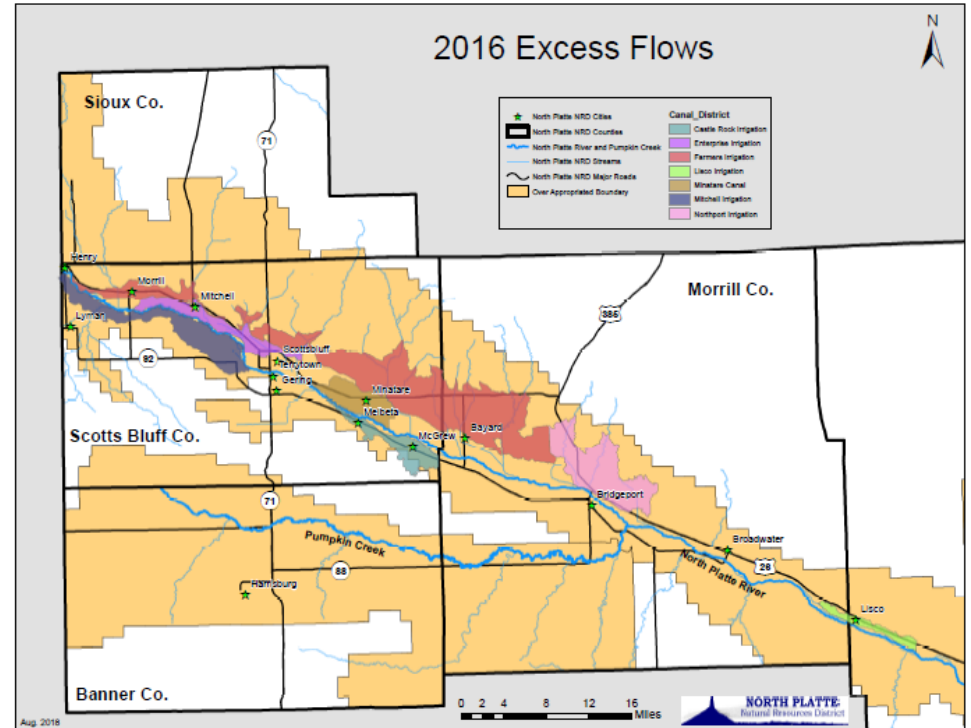 2016 Excess Flows
N
Sioux Co.
71
North Platte NRD Cities
North Platte NRD Counties
North Platte River and Pumpkin Creek
North Platte NRD Streams
North Platte NRD Major Roads
Over Appropriated Boundary
Canal_District
Castle Rock Irrigation
Enterprise Irrigation
Farmers Irrigation
Lisco Irrigation
Minatare Canal
Mitchell Irrigation
Northport Irrigation
Henry
Morrill
Mitchell
Lyman
385
Morrill Co.
92
Scottsbluff
Terrytown
Gering
Minatare
Melbeta
McGrew
Bayard
Scotts Bluff Co.
71
Bridgeport
Pumpkin Creek
88
Broadwater
26
North Platte River
Harrisburg
Lisco
Banner Co.
0 2 4 8 12 16
Miles
NORTH PLATTE
Natural Resources District
Aug. 2016